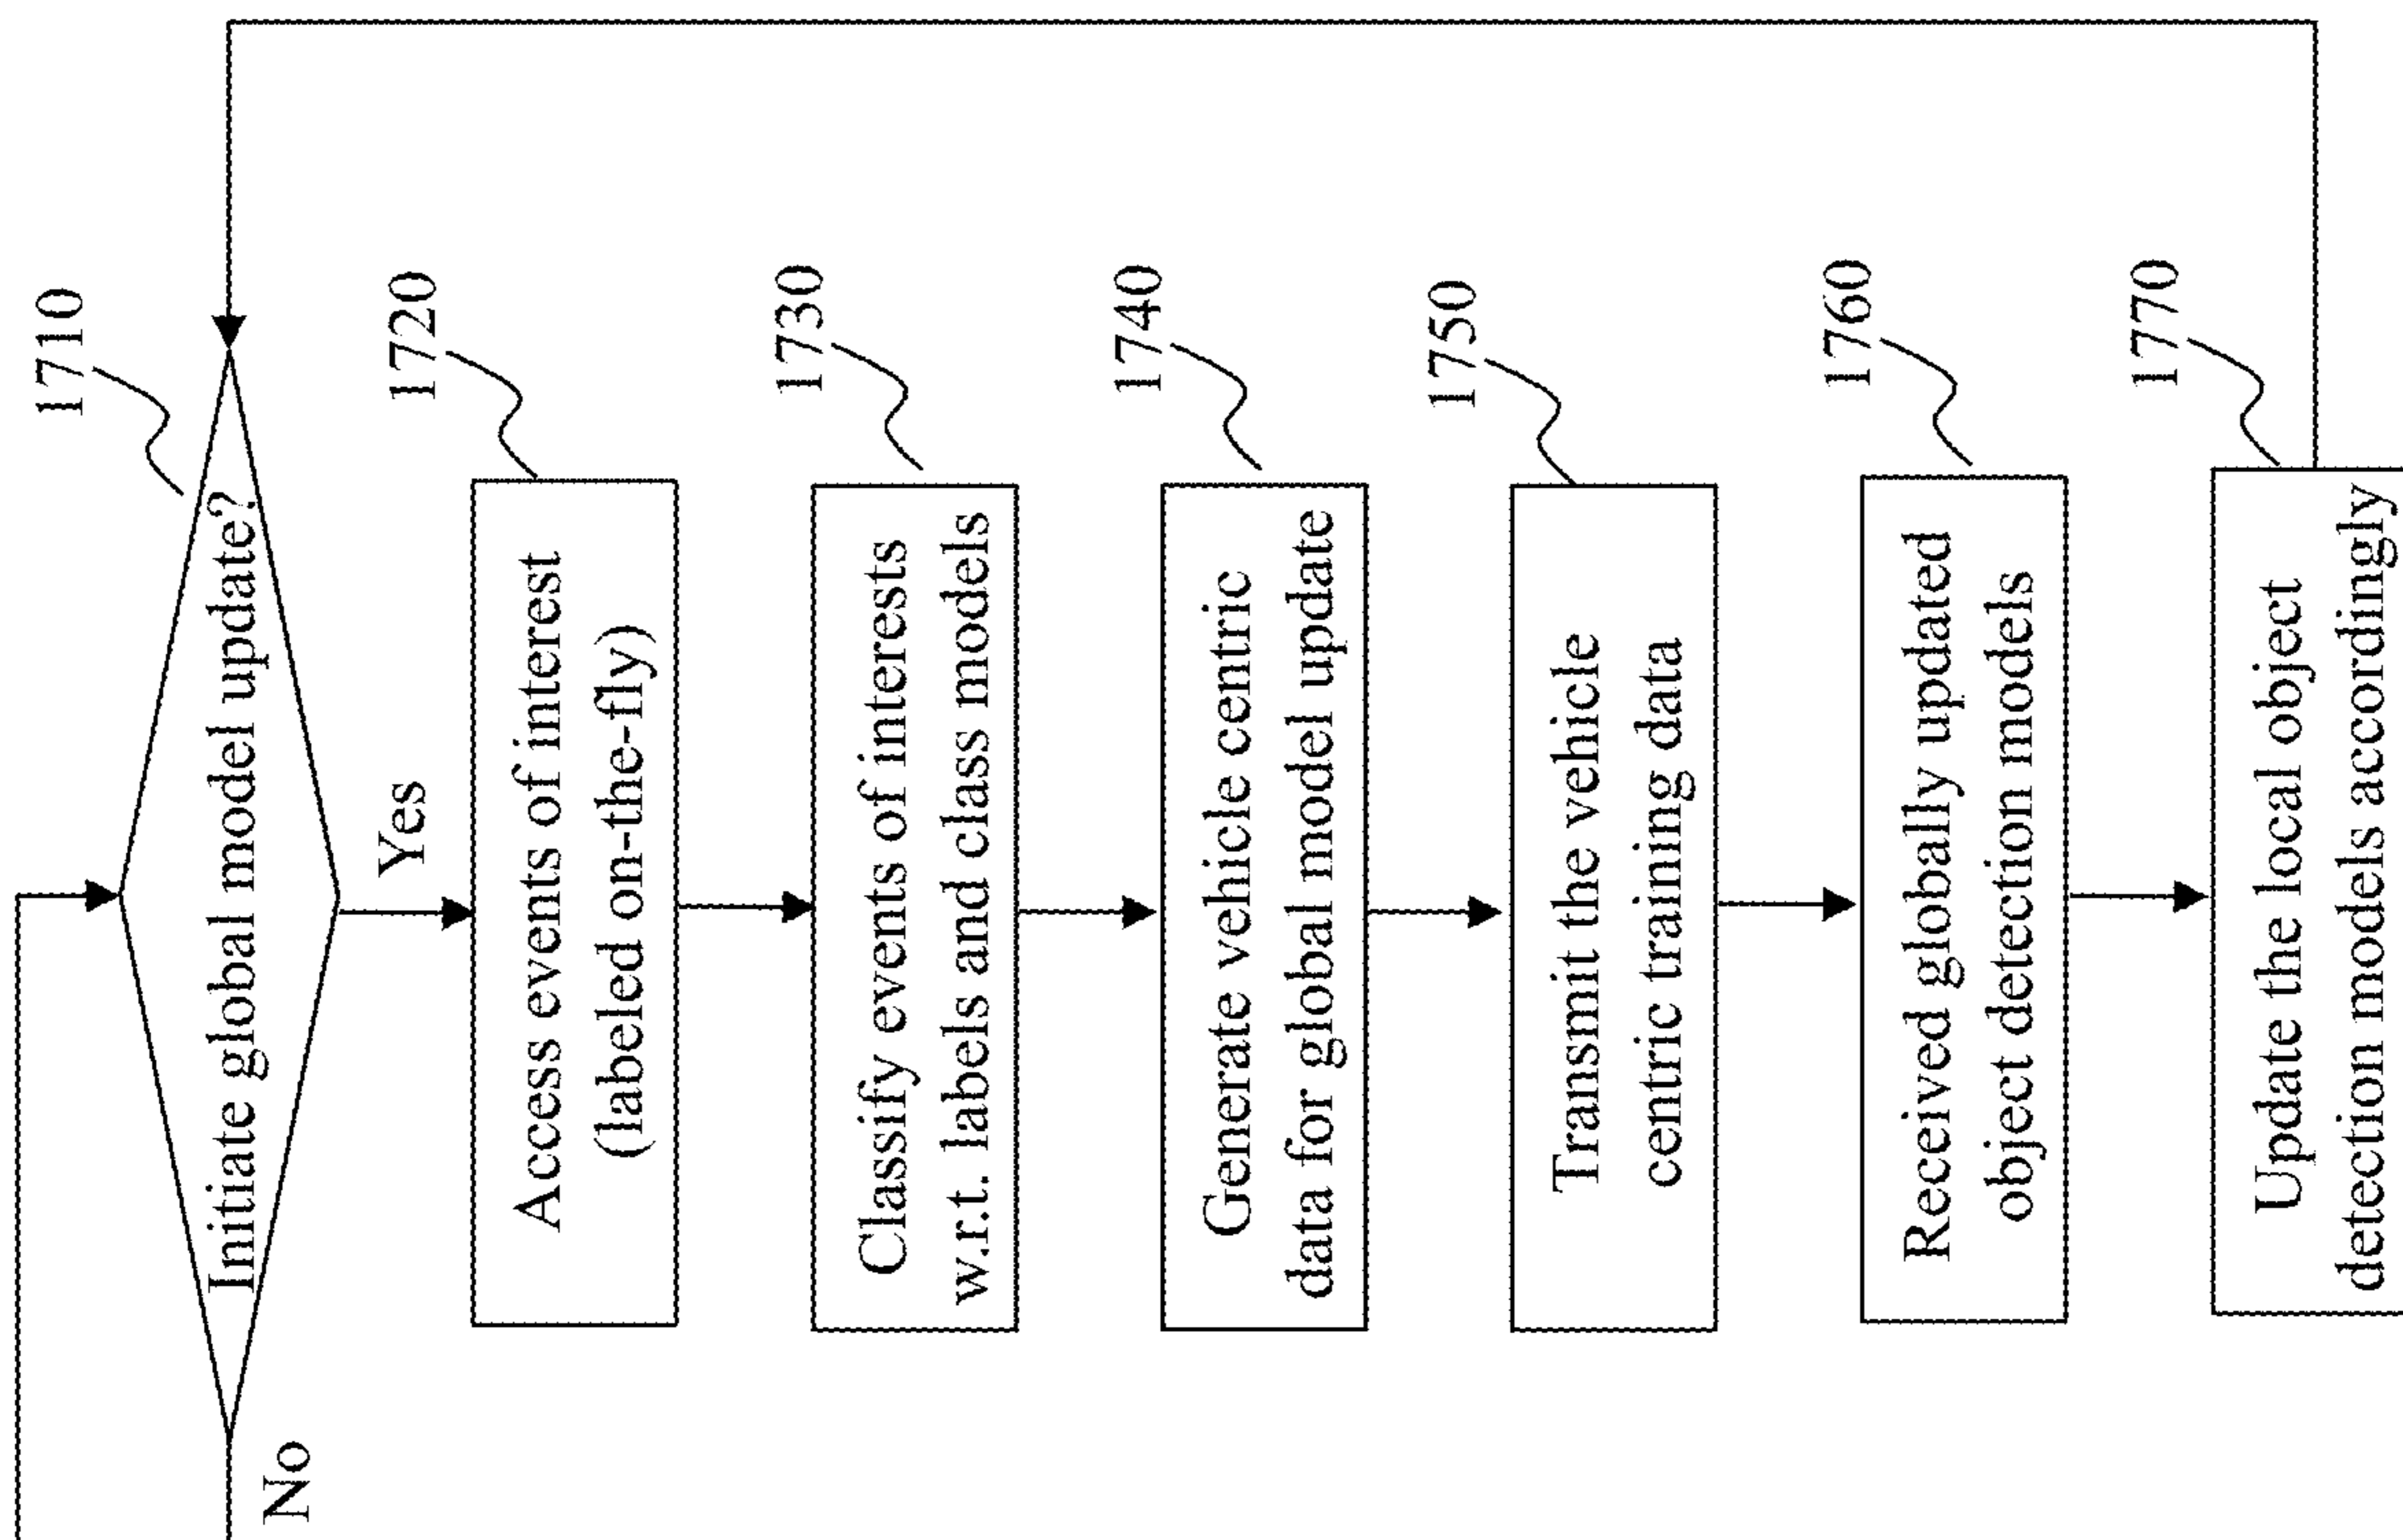 1710
Initiate global model update?
No
Yes
1720
Access events of interest
(labeled on-the-fly)
1730
Classify events of interests
w.r.t. labels and class models
1740
Generate vehicle centric
data for global model update
1750
Transmit the vehicle
centric training data
1760
Received globally updated
object detection models
1770
Update the local object
detection models accordingly